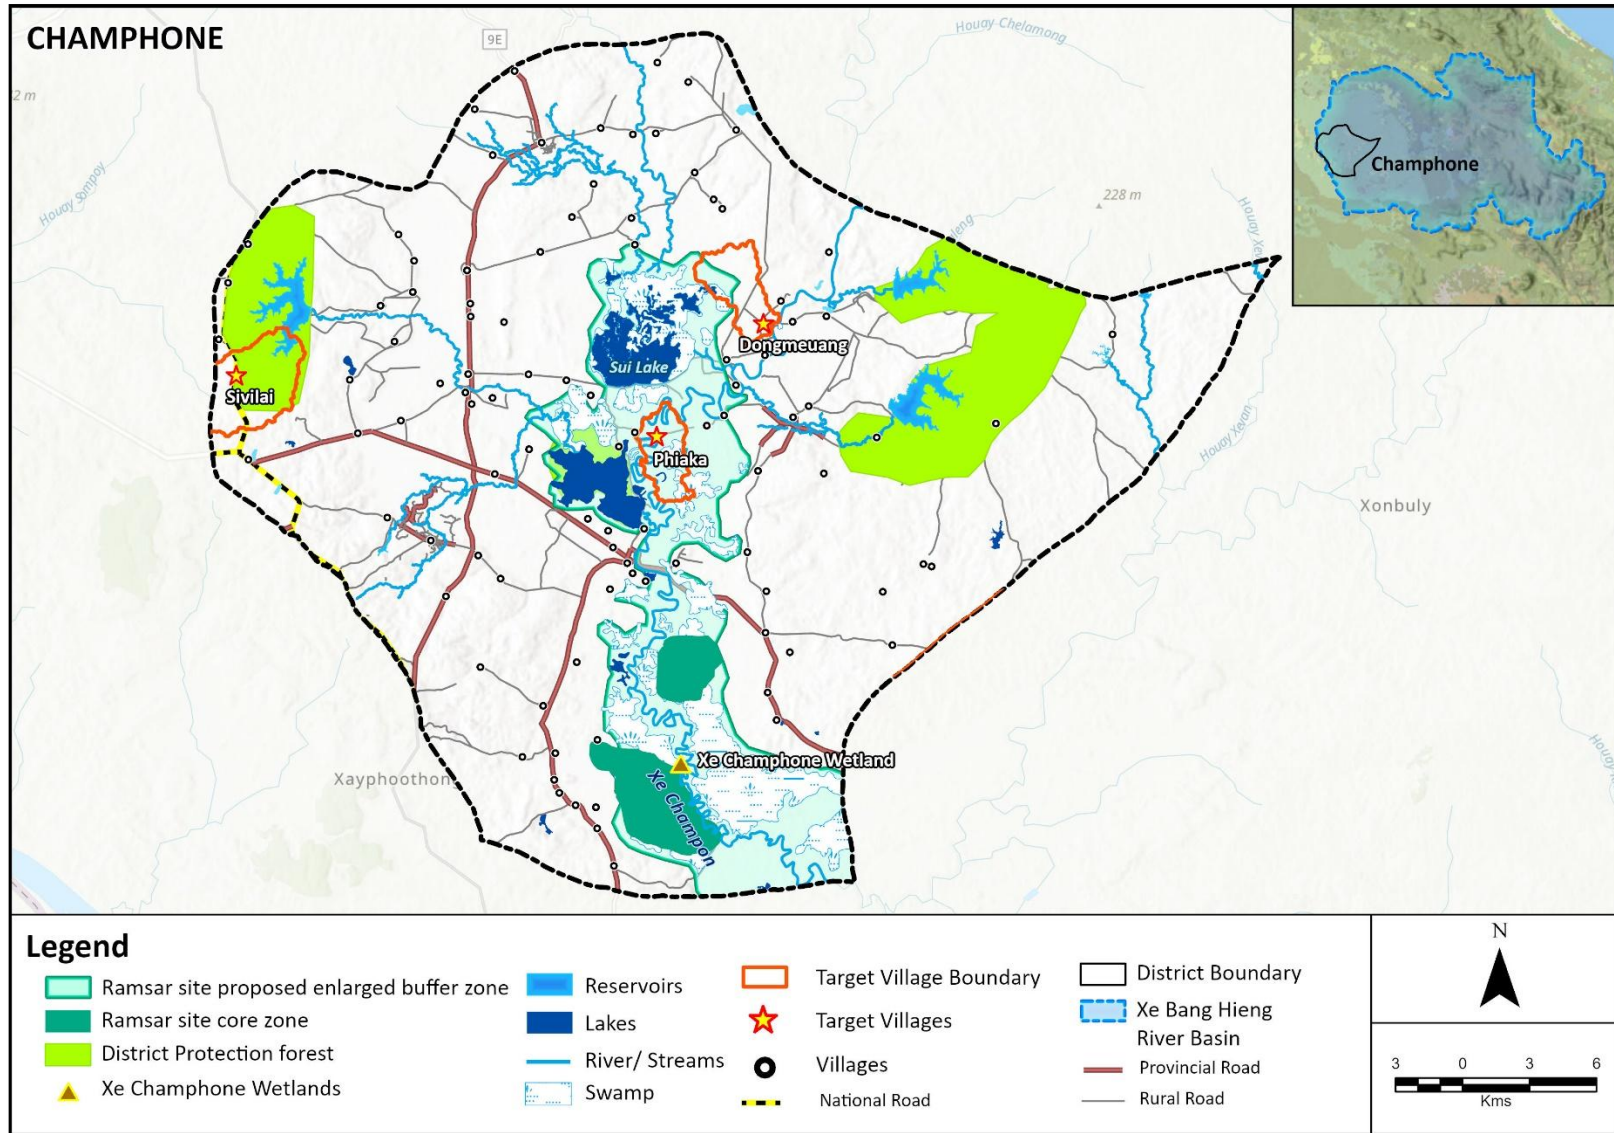 CHAMPHONE
9E
Houay Chelamong
Houay Sompoy
228 m
Houay Xe
Champhone
Sui Lake
Dongmeuang
Sivilai
Phiaka
Houay Xevan
Xonbuly
Xe Champhone Wetland
Xe Champon
Xayphoothon
Legend
Ramsar site proposed enlarged buffer zone
Ramsar site core zone
District Protection forest
Xe Champhone Wetlands
Reservoirs
Lakes
River/ Streams
Swamp
Target Village Boundary
Target Villages
Villages
National Road
District Boundary
Xe Bang Hieng
River Basin
Provincial Road
Rural Road
N
3 0 3 6
Kms